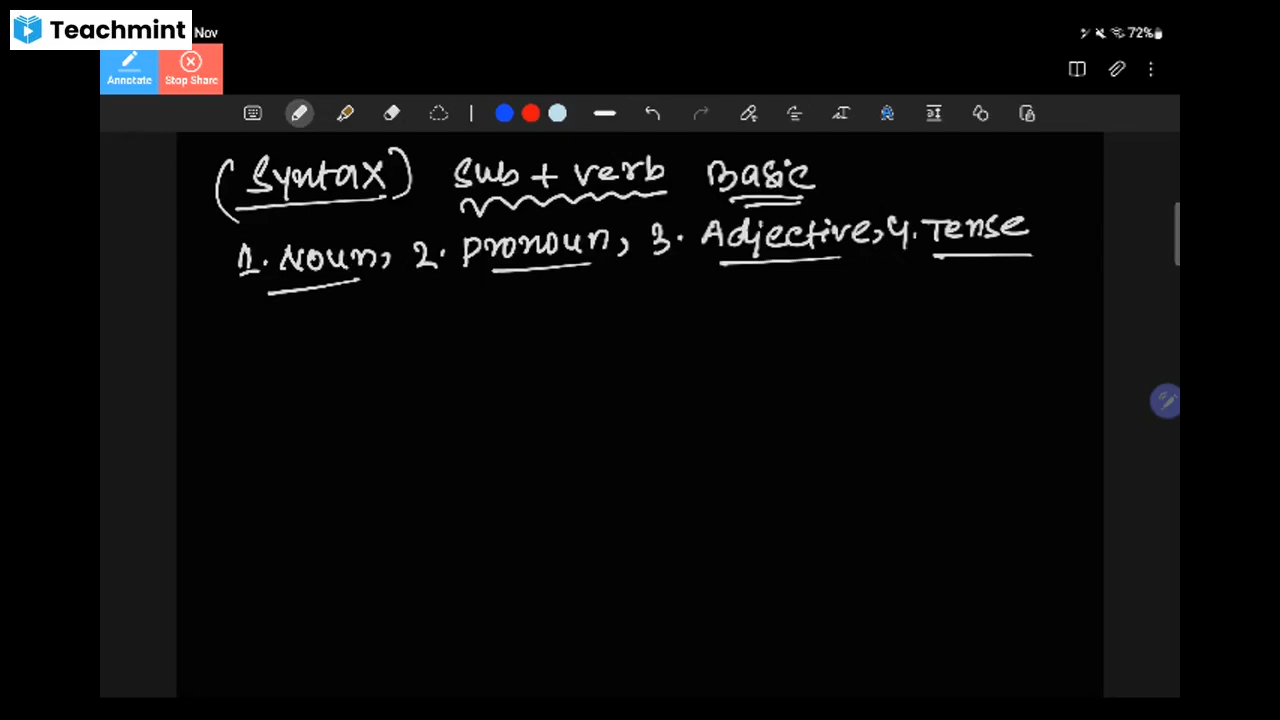 Teachmint Nov
72%
Annotate Stop Share
(Syntax) Sub + verb Basic
1. Noun, 2. Pronoun, 3. Adjective, 4. Tense